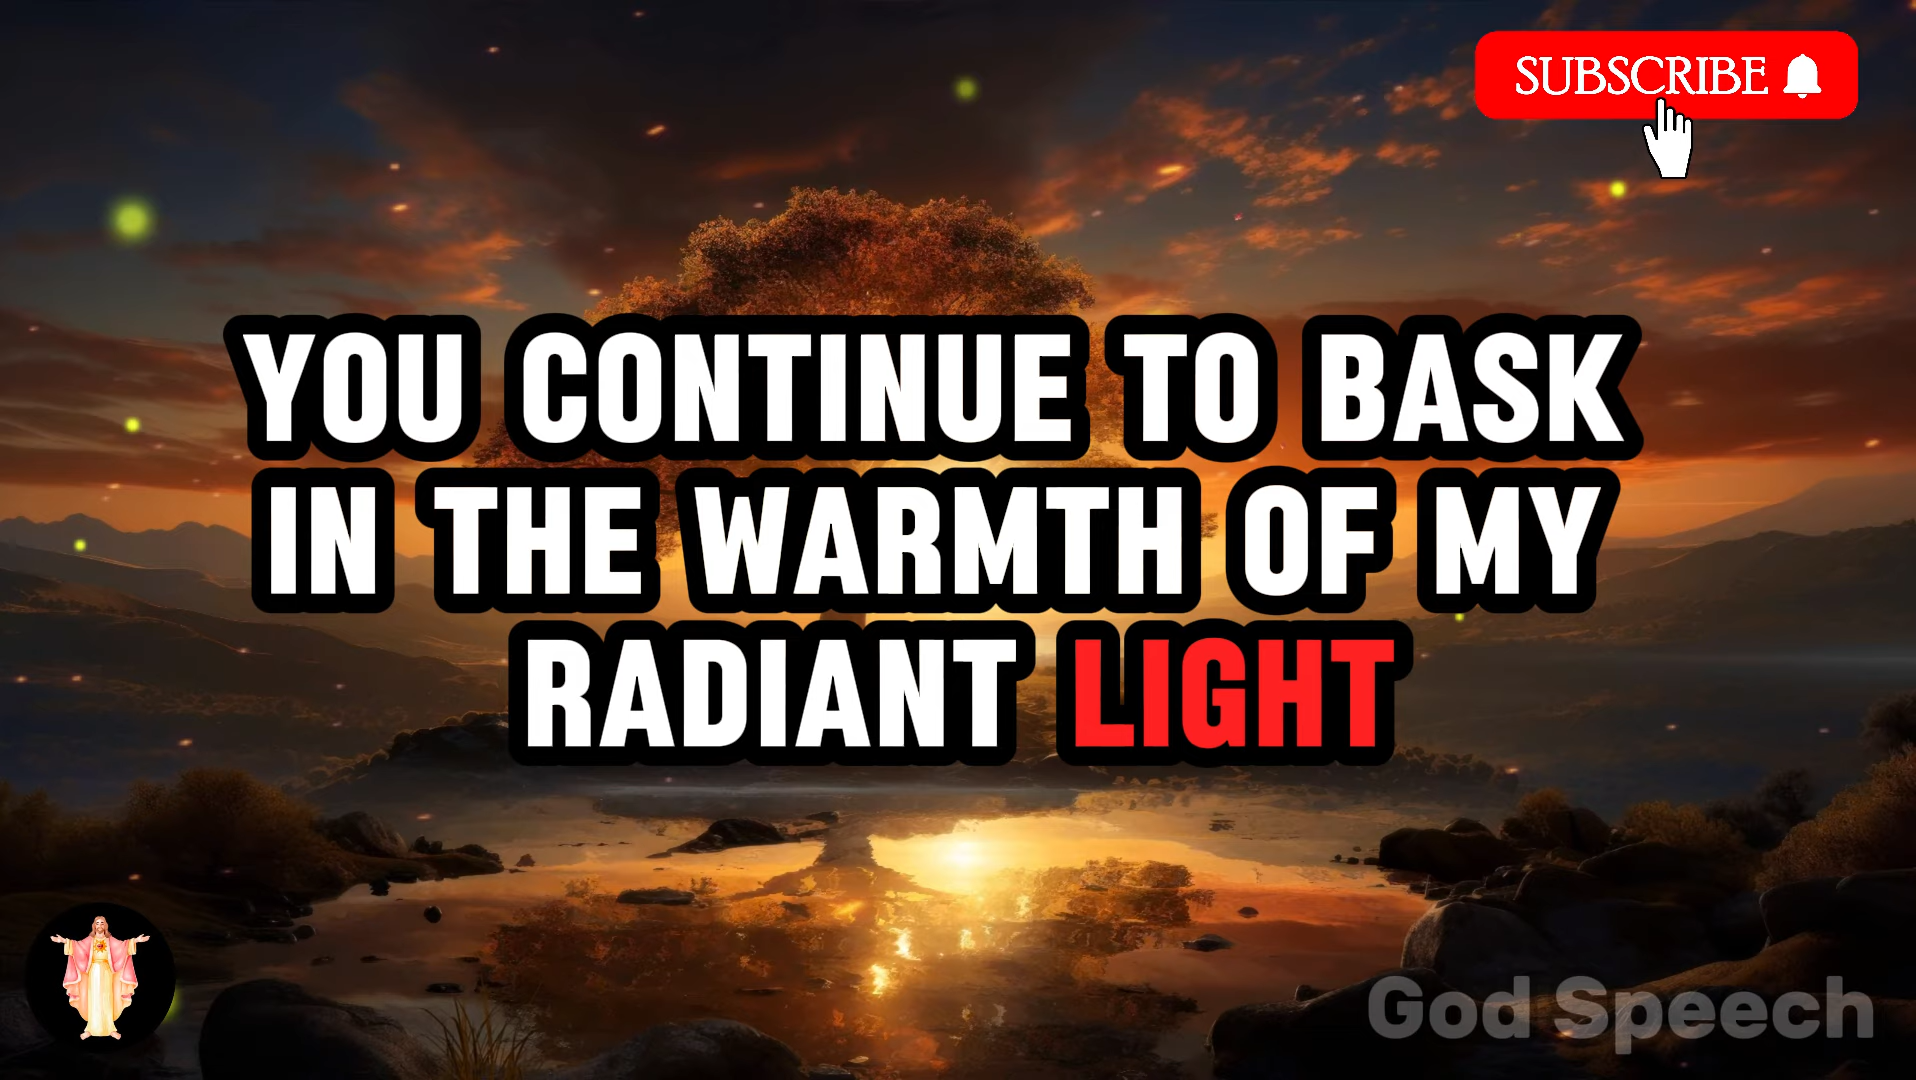 SUBSCRIBE
YOU CONTINUE TO BASK
IN THE WARMTH OF MY
RADIANT LIGHT
God Speech